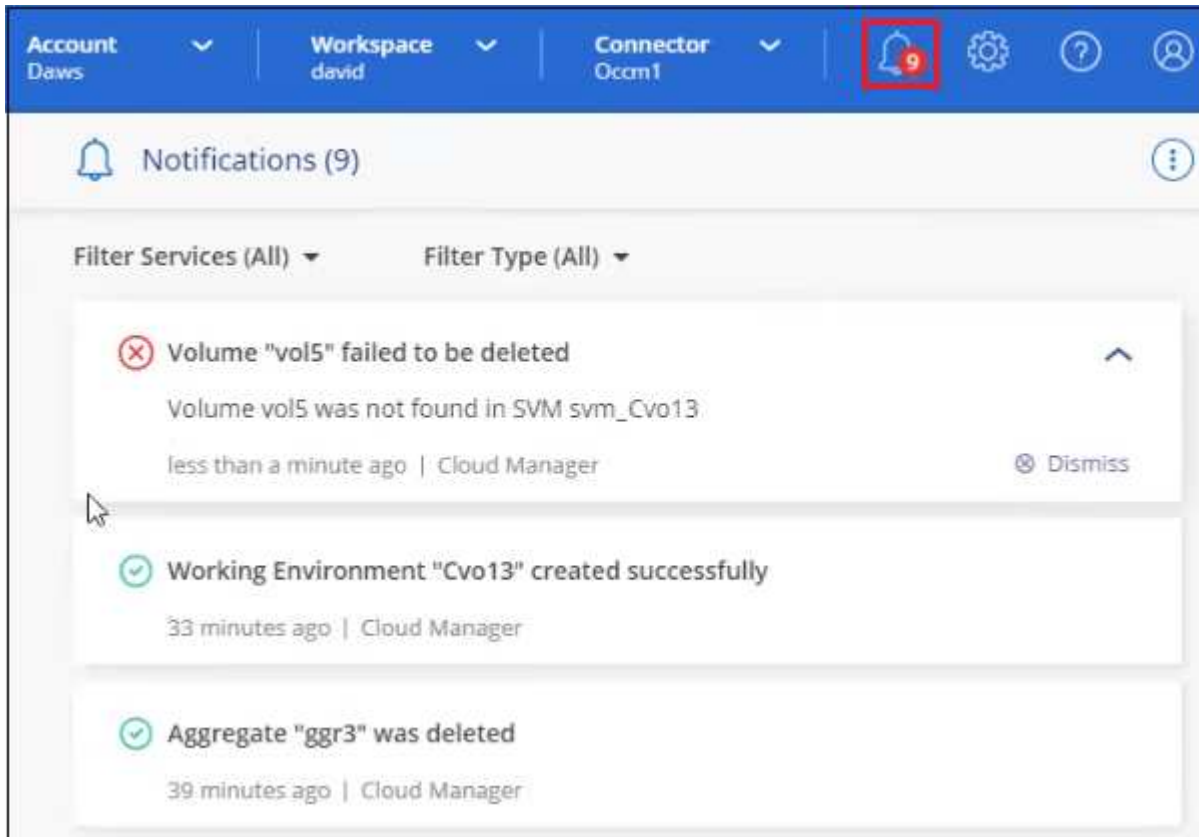 Account Workspace Connector
Daws david Occm1
9
Notifications (9)
Filter Services (All) Filter Type (All)
Volume "vol5" failed to be deleted
Volume vol5 was not found in SVM svm_Cvo13
less than a minute ago | Cloud Manager Dismiss
Working Environment "Cvo13" created successfully
33 minutes ago | Cloud Manager
Aggregate "ggr3" was deleted
39 minutes ago | Cloud Manager